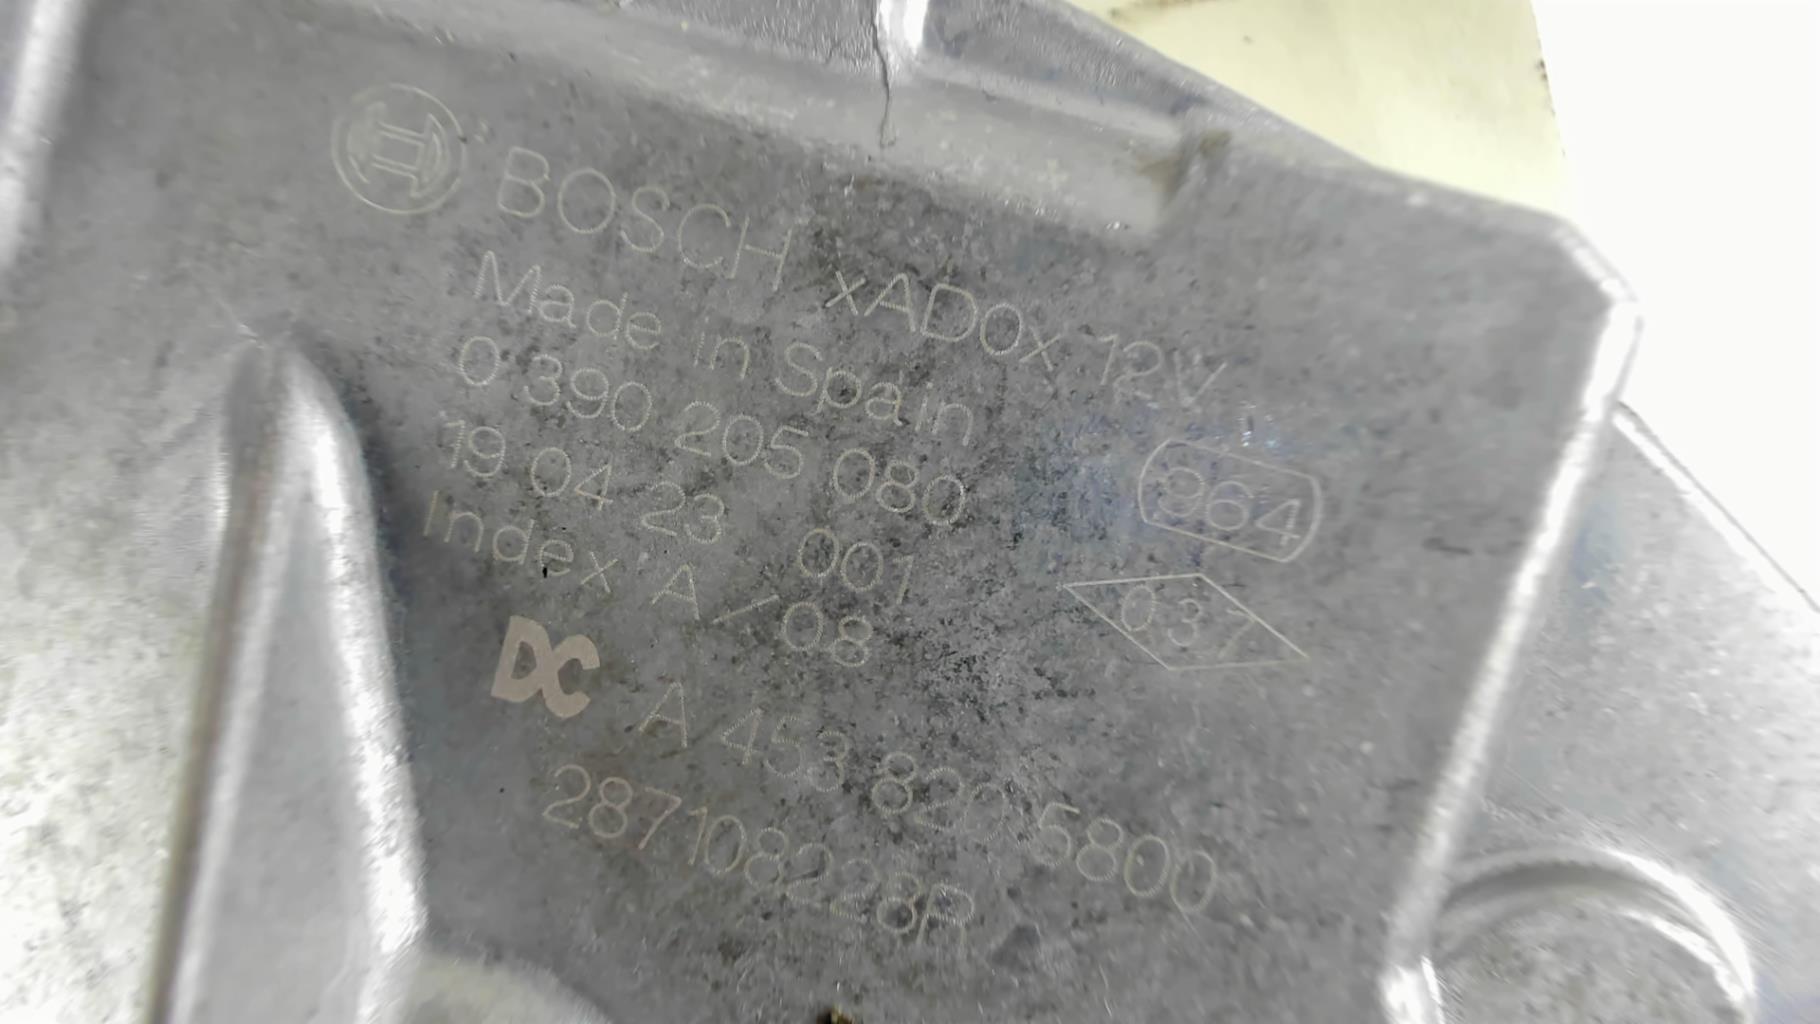 BOSCH xADOx 12V
Made in Spain
0 390 205 080
964
19 04 23 001
037
Index A/08
DC A 453 820 5800
287108228R